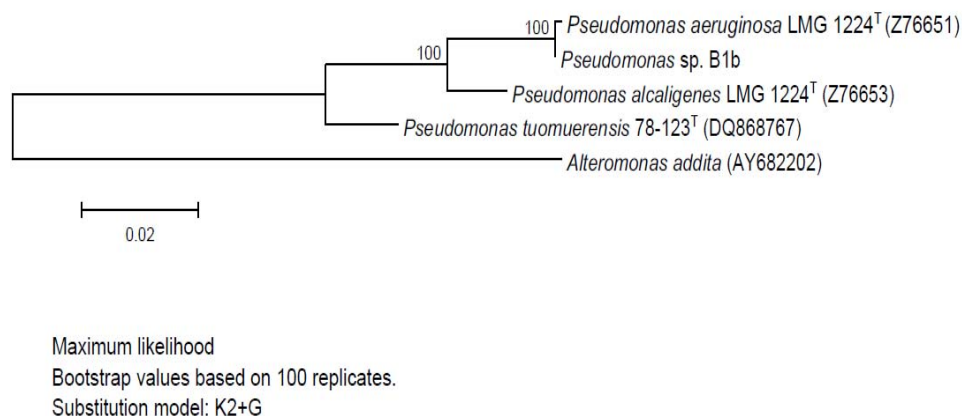 100 Pseudomonas aeruginosa LMG 1224ᵀ (Z76651)
100 Pseudomonas sp. B1b
Pseudomonas alcaligenes LMG 1224ᵀ (Z76653)
Pseudomonas tuomuerensis 78-123ᵀ (DQ868767)
Alteromonas addita (AY682202)
0.02
Maximum likelihood
Bootstrap values based on 100 replicates.
Substitution model: K2+G